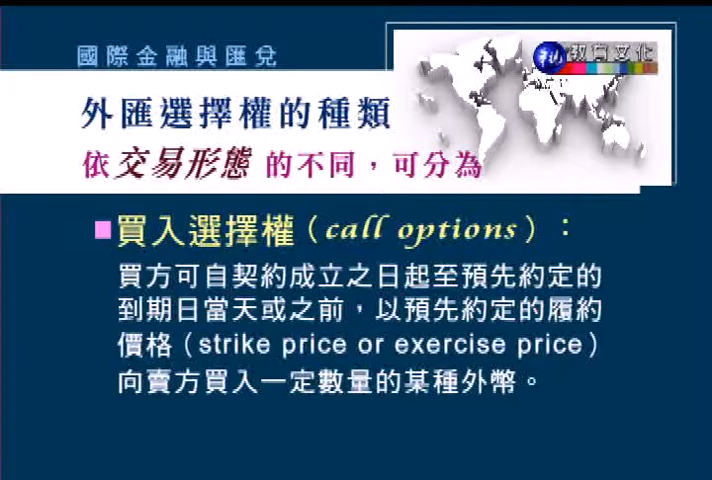 國際金融與匯兌
教育文化
外匯選擇權的種類
依交易形態的不同，可分為
買入選擇權（call options）：
買方可自契約成立之日起至預先約定的
到期日當天或之前，以預先約定的履約
價格（strike price or exercise price）
向賣方買入一定數量的某種外幣。